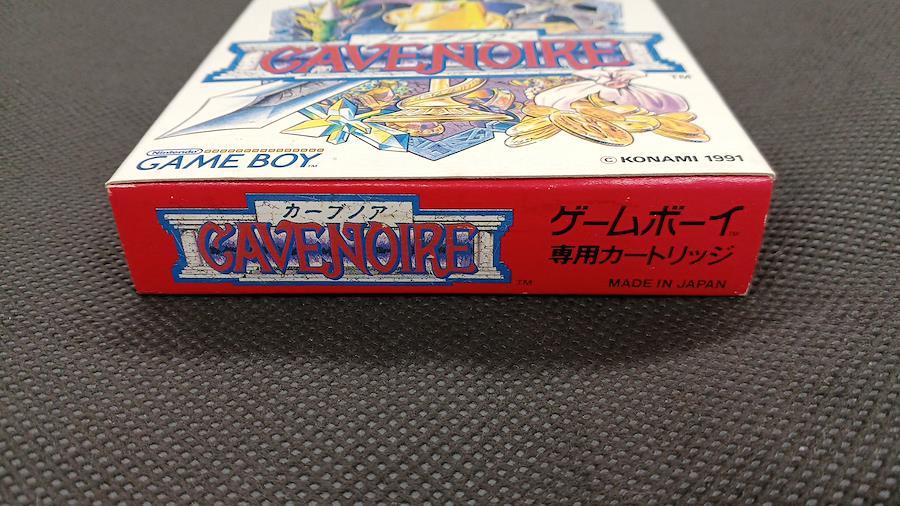 カーブノア
CAVENOIRE
TM
Nintendo
GAME BOY
TM
© KONAMI 1991
カーブノア
CAVENOIRE
TM
ゲームボーイ
TM
専用カートリッジ
MADE IN JAPAN